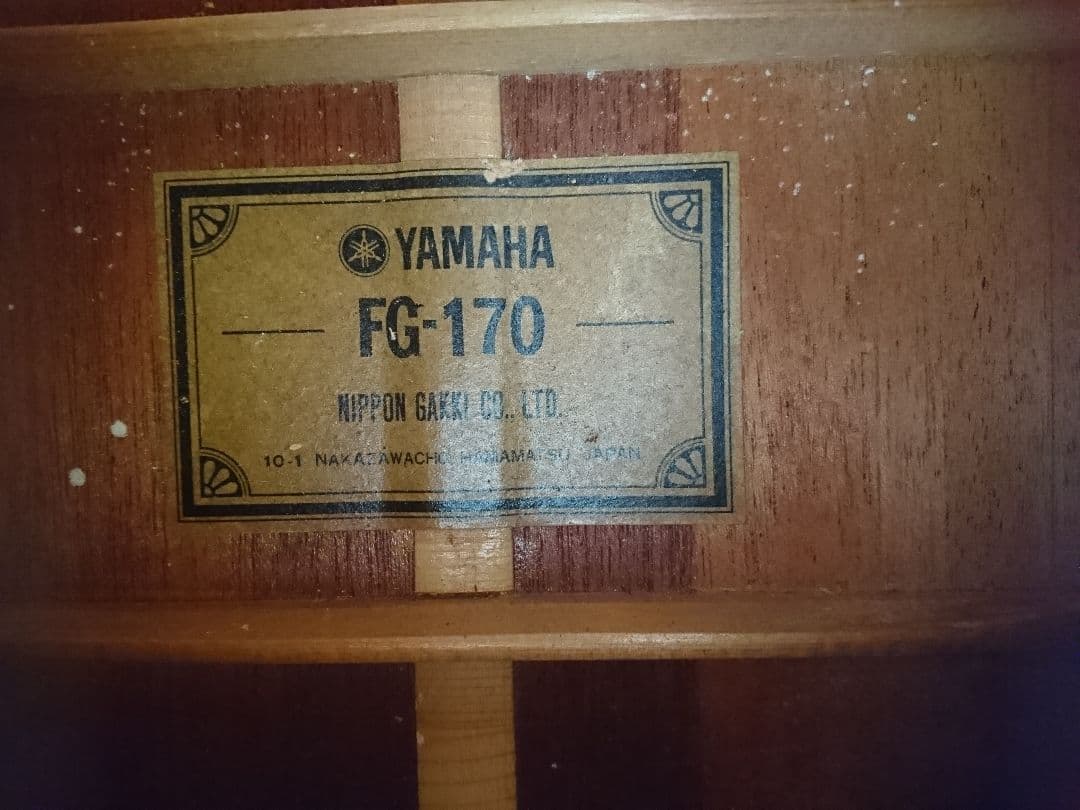 YAMAHA
FG-170
NIPPON GAKKI CO., LTD.
10-1 NAKAZAWACHO, HAMAMATSU JAPAN